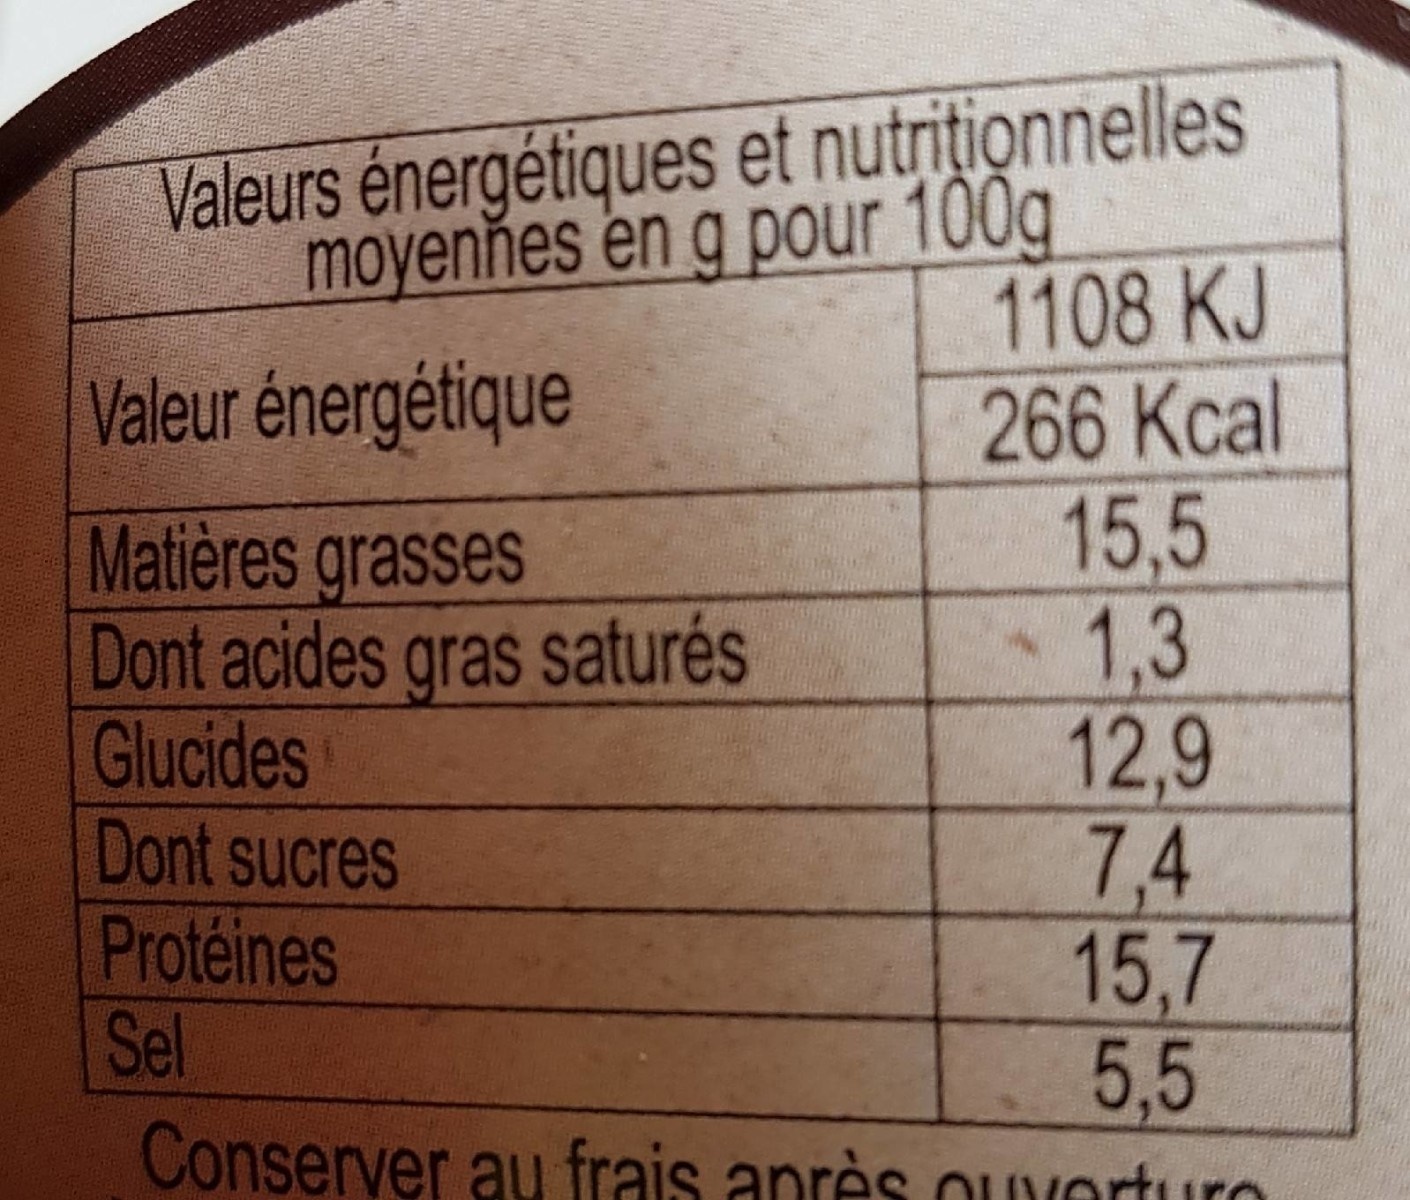 Valeurs énergétiques et nutritionnelles
moyennes en g pour 100g
Valeur énergétique
1108 KJ
266 Kcal
Matières grasses 15,5
Dont acides gras saturés 1,3
Glucides 12,9
Dont sucres 7,4
Protéines 15,7
Sel 5,5
Conserver au frais après ouverture